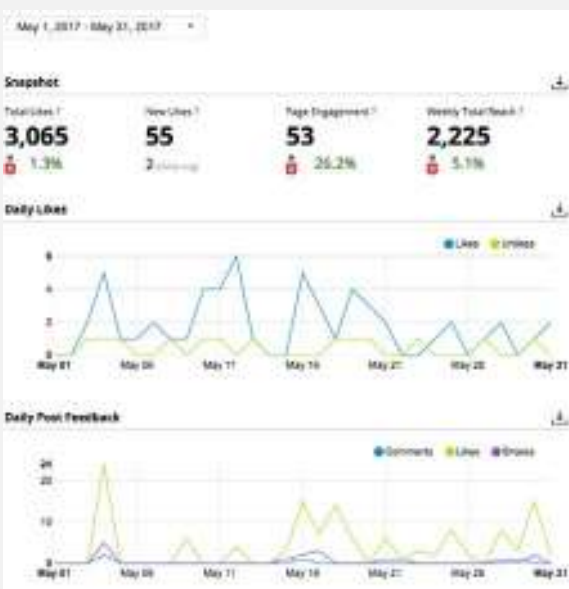 May 1, 2017 - May 31, 2017
Snapshot
Total Likes ?
New Likes ?
Page Engagement ?
Weekly Total Reach ?
3,065
55
53
2,225
1.3%
2
26.2%
5.1%
Daily Likes
Likes
Unlikes
6
4
2
0
May 01
May 06
May 11
May 16
May 21
May 26
May 31
Daily Post Feedback
Comments
Likes
Shares
24
20
10
0
May 01
May 06
May 11
May 16
May 21
May 26
May 31